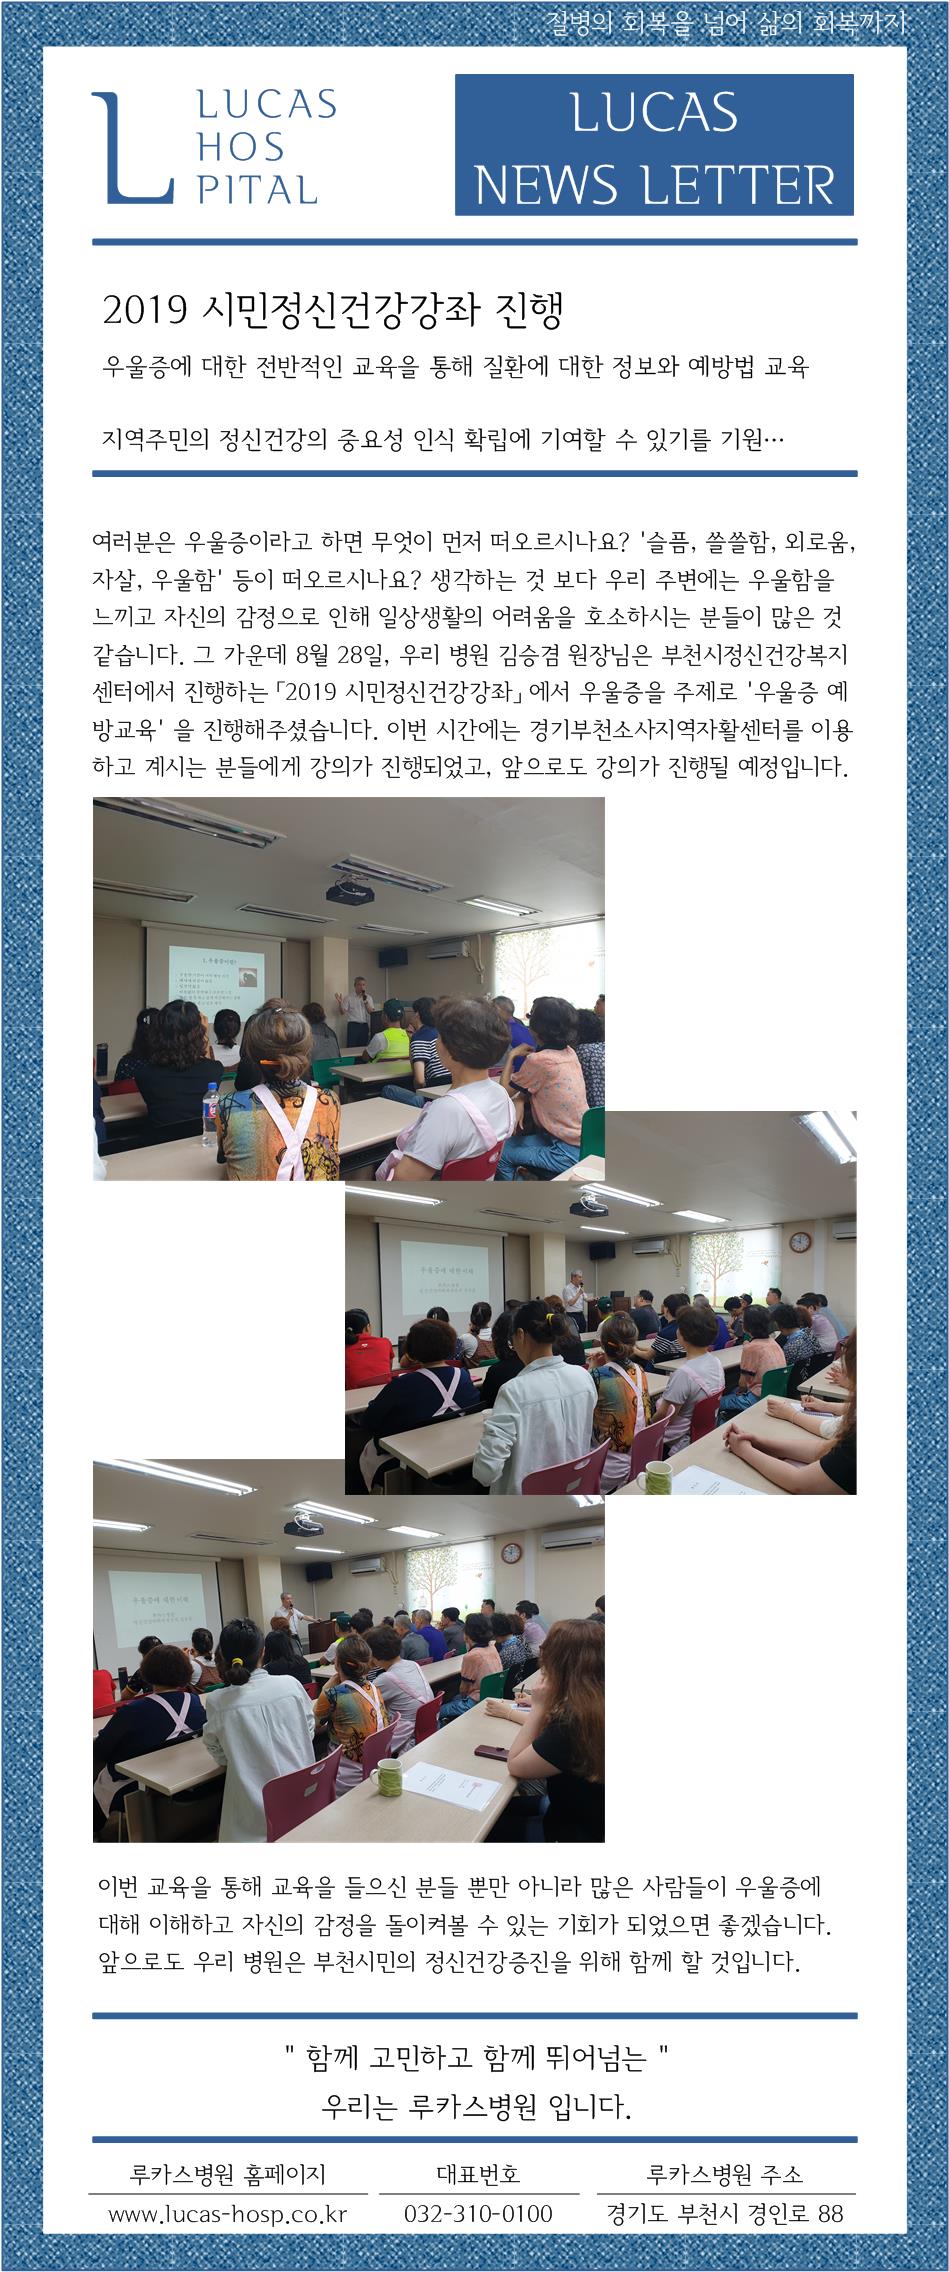 질병의 회복을 넘어 삶의 회복까지
LUCAS
HOS
PITAL
LUCAS
NEWS LETTER
2019 시민정신건강강좌 진행
우울증에 대한 전반적인 교육을 통해 질환에 대한 정보와 예방법 교육
지역주민의 정신건강의 중요성 인식 확립에 기여할 수 있기를 기원…
여러분은 우울증이라고 하면 무엇이 먼저 떠오르시나요? '슬픔, 쓸쓸함, 외로움,
자살, 우울함' 등이 떠오르시나요? 생각하는 것 보다 우리 주변에는 우울함을
느끼고 자신의 감정으로 인해 일상생활의 어려움을 호소하시는 분들이 많은 것
같습니다. 그 가운데 8월 28일, 우리 병원 김승겸 원장님은 부천시정신건강복지
센터에서 진행하는 「2019 시민정신건강강좌」에서 우울증을 주제로 '우울증 예
방교육' 을 진행해주셨습니다. 이번 시간에는 경기부천소사지역자활센터를 이용
하고 계시는 분들에게 강의가 진행되었고, 앞으로도 강의가 진행될 예정입니다.
1. 우울증이란?
우울증에 대한 이해
우울증에 대한 이해
이번 교육을 통해 교육을 들으신 분들 뿐만 아니라 많은 사람들이 우울증에
대해 이해하고 자신의 감정을 돌이켜볼 수 있는 기회가 되었으면 좋겠습니다.
앞으로도 우리 병원은 부천시민의 정신건강증진을 위해 함께 할 것입니다.
" 함께 고민하고 함께 뛰어넘는 "
우리는 루카스병원 입니다.
루카스병원 홈페이지
www.lucas-hosp.co.kr
대표번호
032-310-0100
루카스병원 주소
경기도 부천시 경인로 88